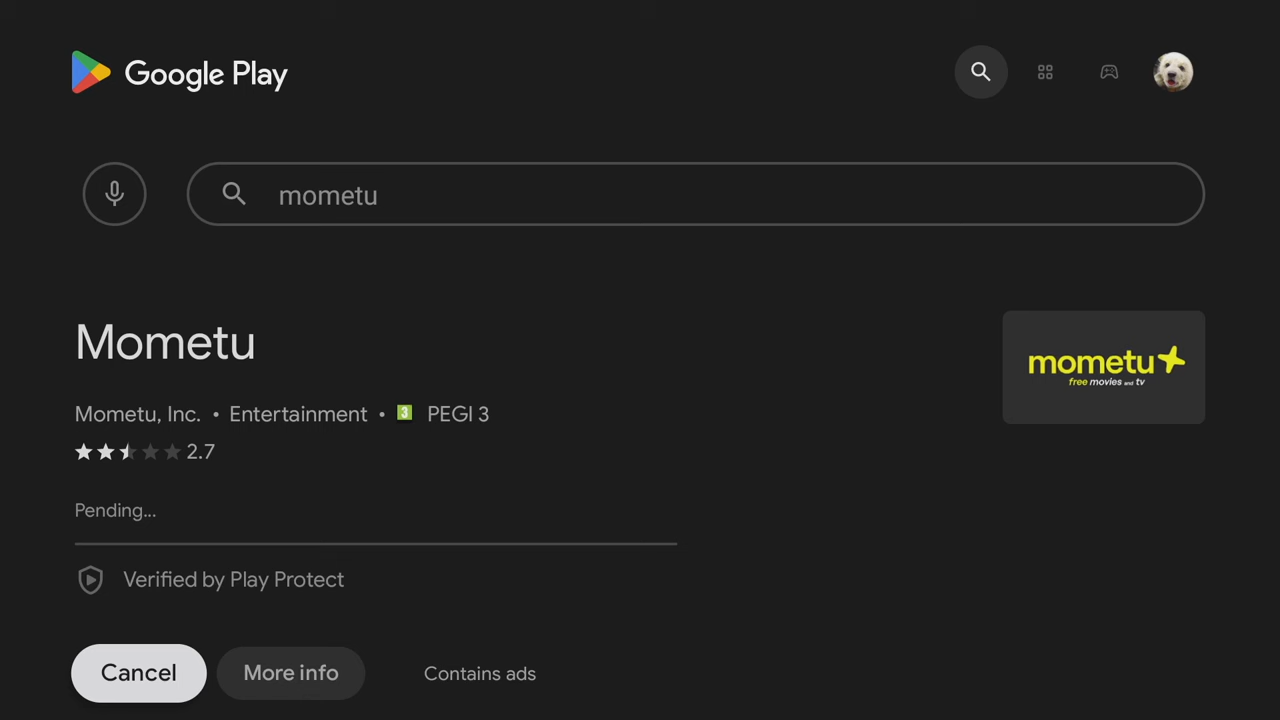 Google Play
mometu
Mometu
mometu
free movies and tv
Mometu, Inc. • Entertainment • 3 PEGI 3
2.7
Pending...
Verified by Play Protect
Cancel
More info
Contains ads